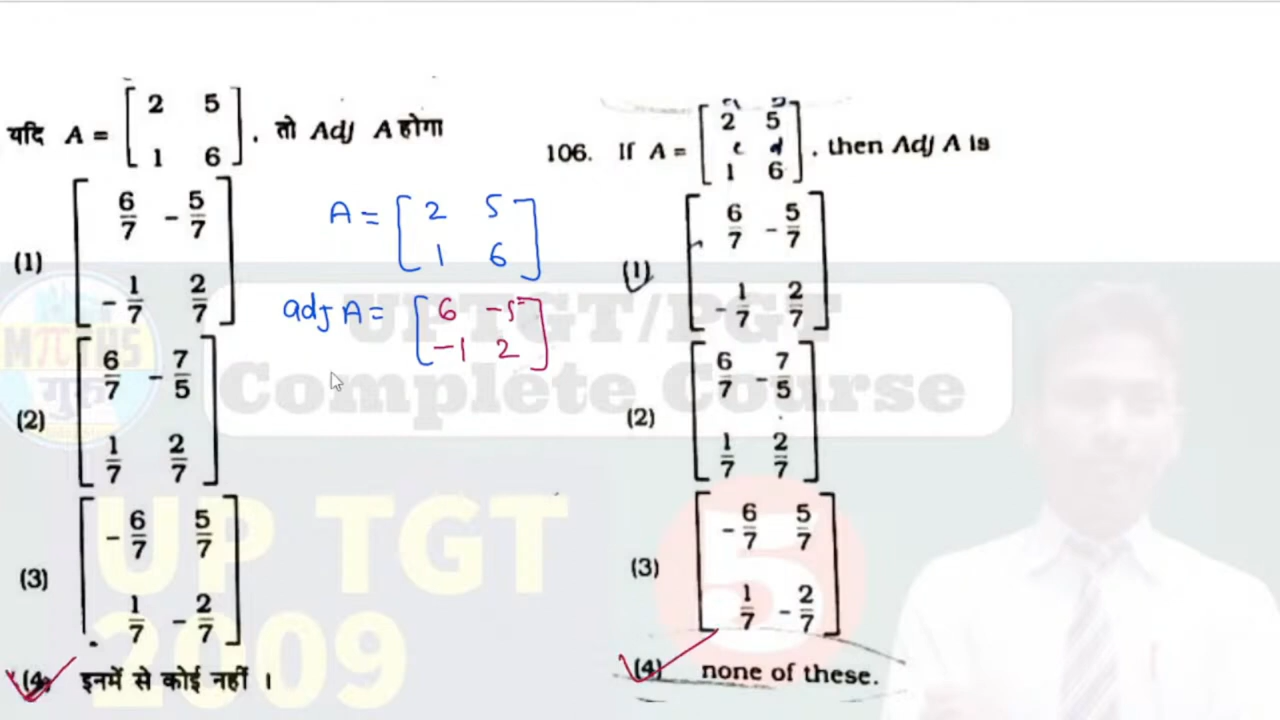 यदि A = [ 2 5
1 6 ] , तो Adj A होगा
(1) [ 6/7 - 5/7
- 1/7 2/7 ]
(2) [ 6/7 - 7/5
1/7 2/7 ]
(3) [ - 6/7 5/7
1/7 - 2/7 ]
(4) इनमें से कोई नहीं ।
A = [ 2 5
1 6 ]
adj A = [ 6 -5
-1 2 ]
106. If A = [ 2 5
c d
1 6 ] , then Adj A is
(1) [ 6/7 - 5/7
- 1/7 2/7 ]
(2) [ 6/7 - 7/5
1/7 2/7 ]
(3) [ - 6/7 5/7
1/7 - 2/7 ]
(4) none of these.
UPTGT/PGT
Complete Course
MπTHS
गुरु
UP TGT
2009
5